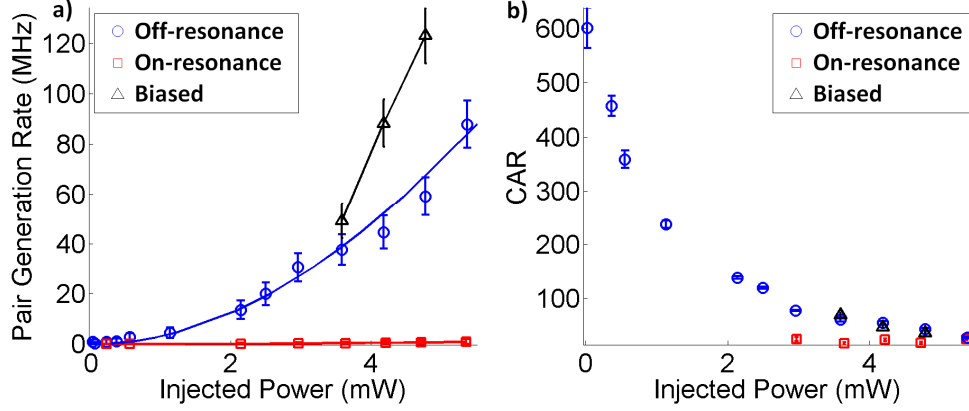 a)
Off-resonance
On-resonance
Biased
Pair Generation Rate (MHz)
120
100
80
60
40
20
0
0 2 4
Injected Power (mW)
b)
Off-resonance
On-resonance
Biased
CAR
600
500
400
300
200
100
0 2 4
Injected Power (mW)